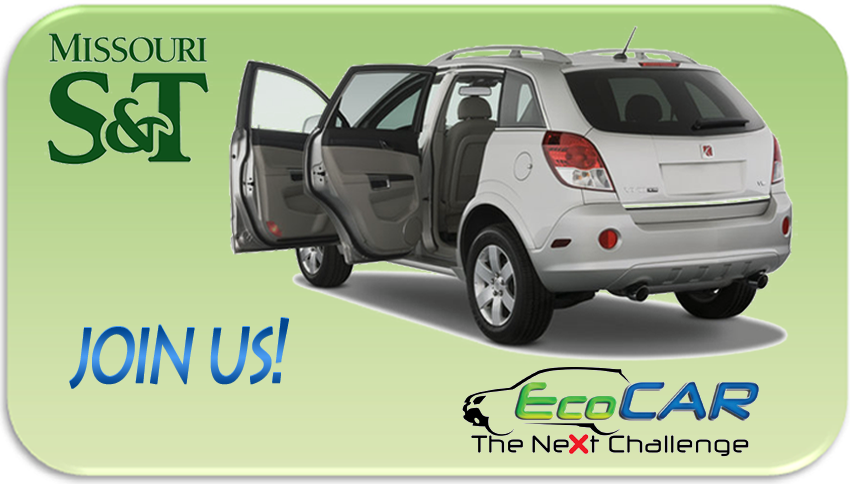 MISSOURI
S&T
JOIN US!
EcoCAR
The NeXt Challenge